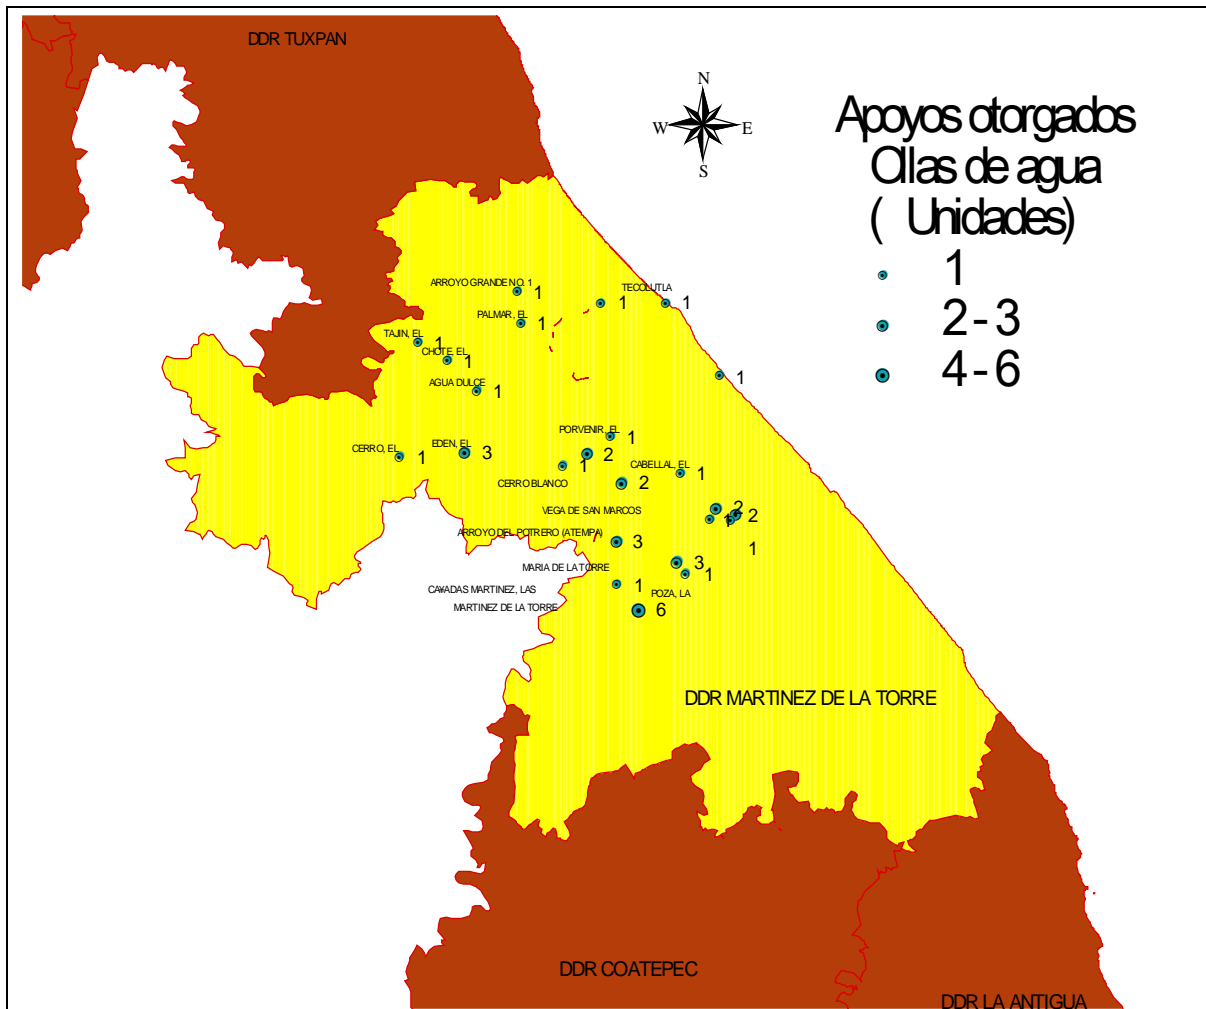 DDR TUXPAN
N
W
E
S
Apoyos otorgados
Ollas de agua
( Unidades)
1
2-3
4-6
ARROYO GRANDE NO. 1
1
TECOLUTLA
1
1
PALMAR, EL
1
TAJIN, EL
1
CHOTE, EL
1
AGUA DULCE
1
1
PORVENIR, EL
1
CERRO, EL
1
EDEN, EL
3
2
1
CERRO BLANCO
CABELLAL, EL
1
2
VEGA DE SAN MARCOS
2
1
2
ARROYO DEL POTRERO (ATEMPA)
3
1
MARIA DE LA TORRE
3
1
CAÑADAS MARTINEZ, LAS
1
POZA, LA
MARTINEZ DE LA TORRE
6
DDR MARTINEZ DE LA TORRE
DDR COATEPEC
DDR LA ANTIGUA